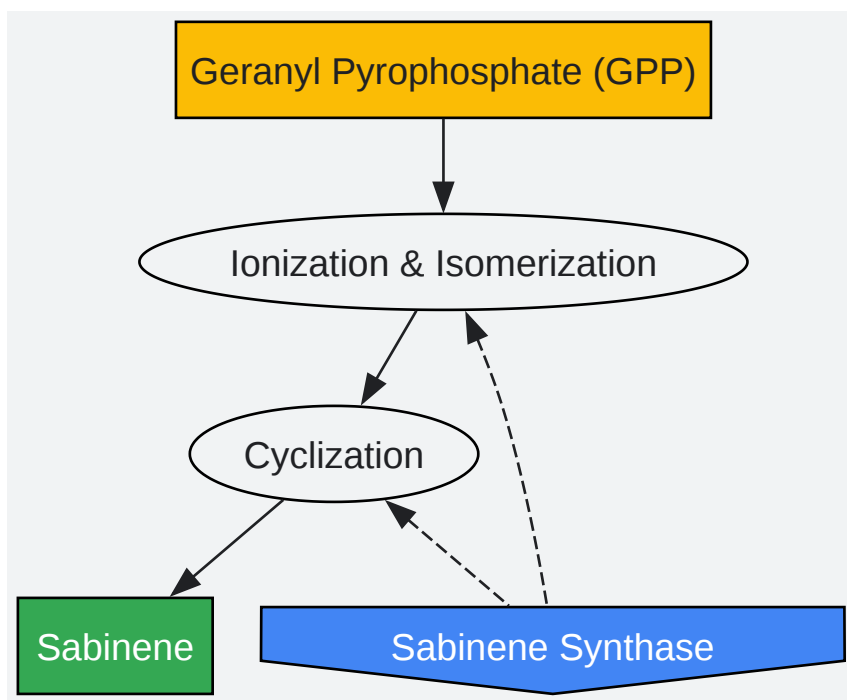 Geranyl Pyrophosphate (GPP)
Ionization & Isomerization
Cyclization
Sabinene
Sabinene Synthase